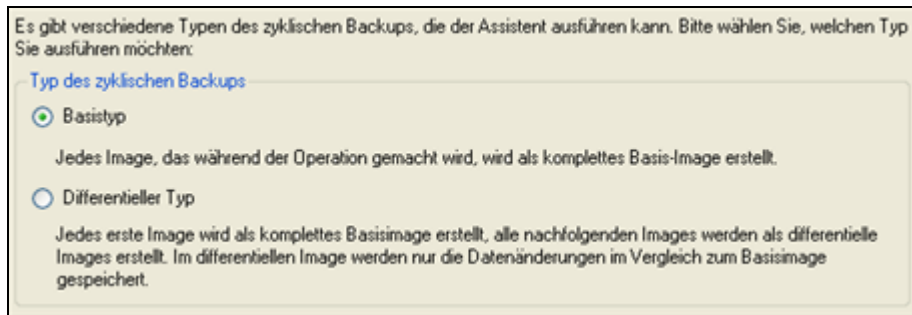 Es gibt verschiedene Typen des zyklischen Backups, die der Assistent ausführen kann. Bitte wählen Sie, welchen Typ
Sie ausführen möchten:
Typ des zyklischen Backups
Basistyp
Jedes Image, das während der Operation gemacht wird, wird als komplettes Basis-Image erstellt.
Differentieller Typ
Jedes erste Image wird als komplettes Basisimage erstellt, alle nachfolgenden Images werden als differentielle
Images erstellt. Im differentiellen Image werden nur die Datenänderungen im Vergleich zum Basisimage
gespeichert.